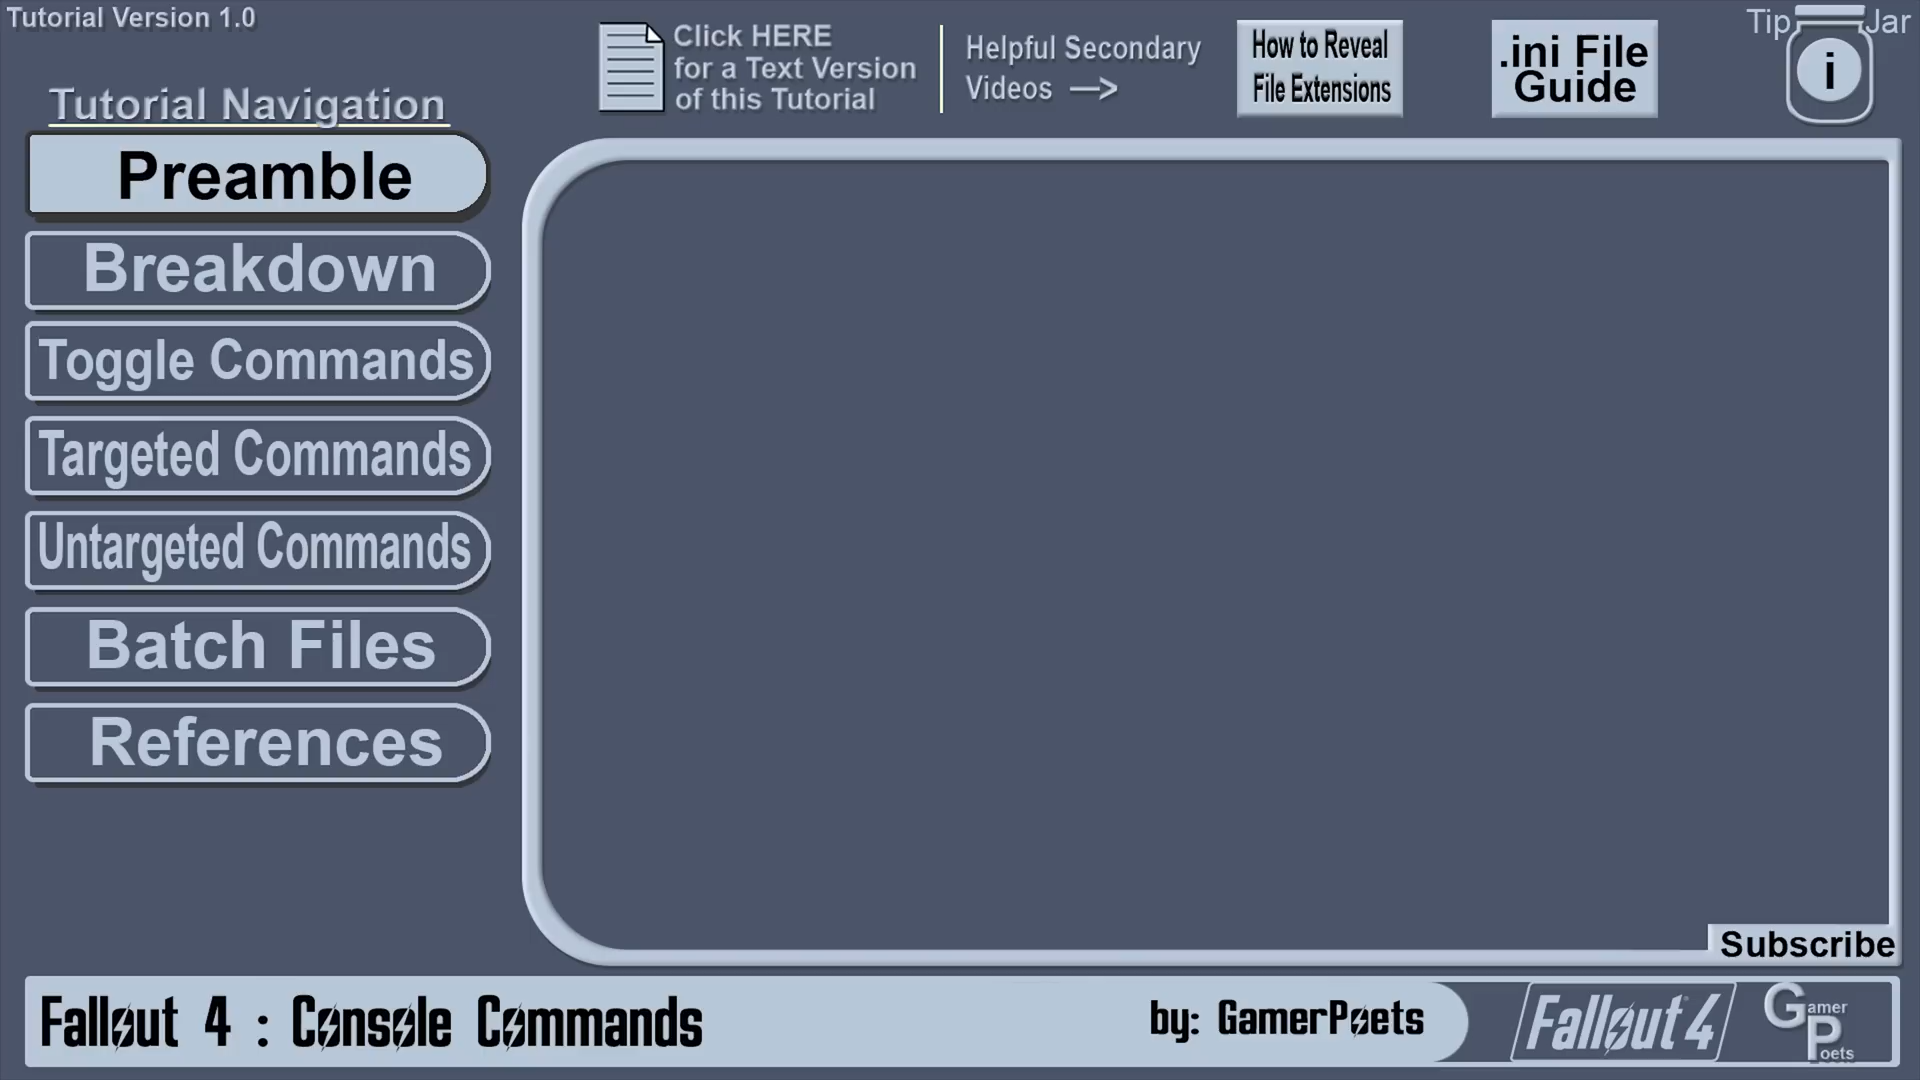 Tutorial Version 1.0
Click HERE
for a Text Version
of this Tutorial
Helpful Secondary
Videos -->
How to Reveal
File Extensions
.ini File
Guide
Tip Jar
i
Tutorial Navigation
Preamble
Breakdown
Toggle Commands
Targeted Commands
Untargeted Commands
Batch Files
References
Subscribe
Fallout 4 : Console Commands
by: GamerPoets
Fallout 4
Gamer
Poets